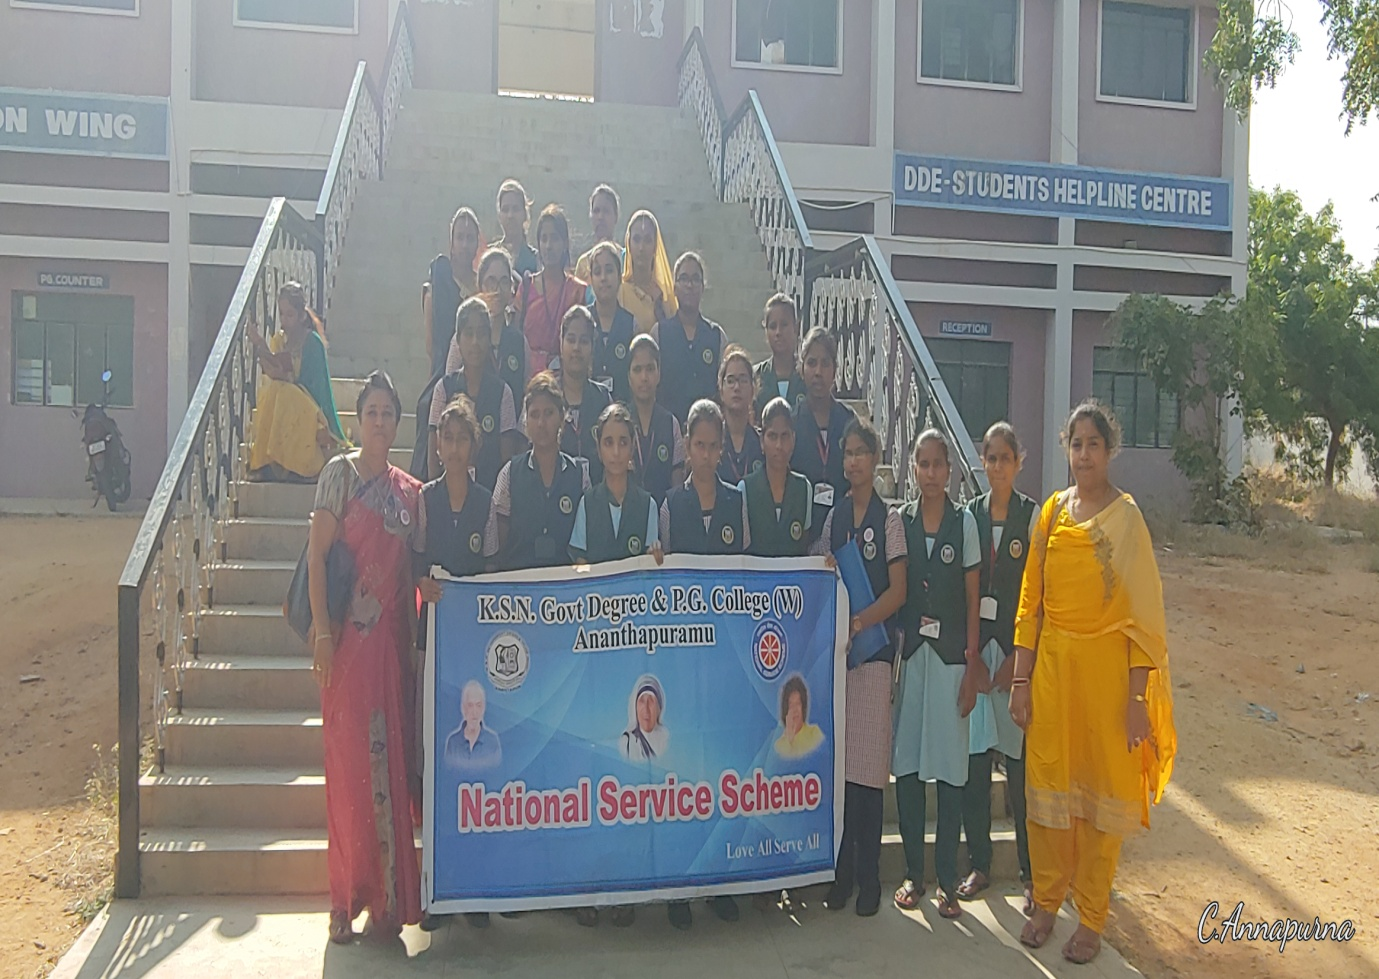 ON WING
DDE-STUDENTS HELPLINE CENTRE
PG. COUNTER
RECEPTION
K.S.N. Govt Degree & P.G. College (W)
Ananthapuramu
National Service Scheme
Love All Serve All
C.Annapurna